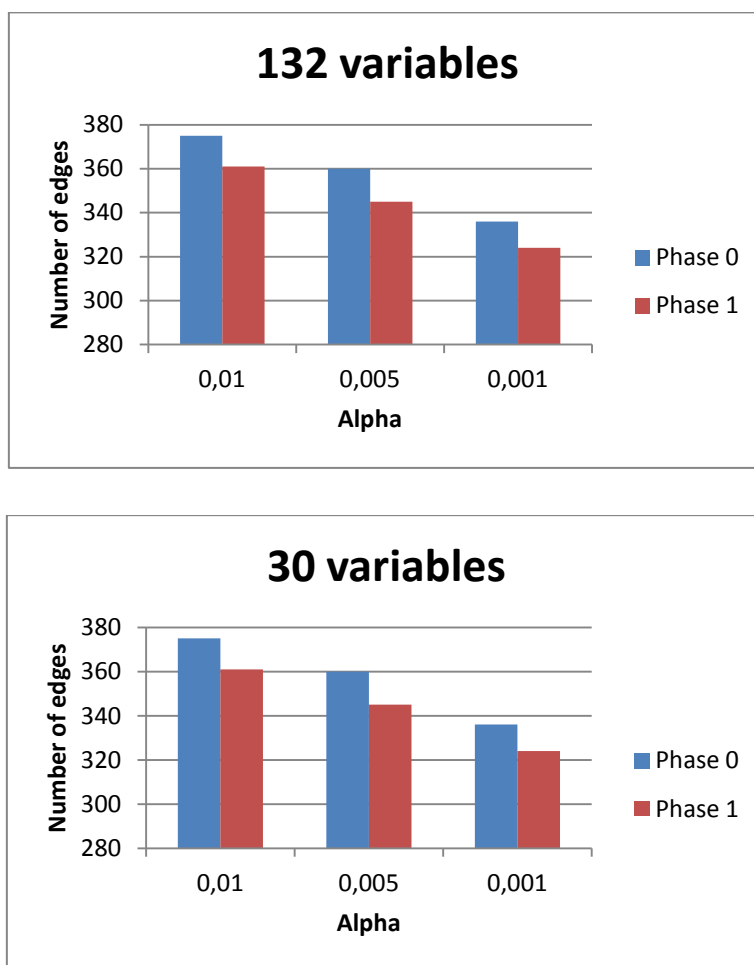 132 variables
Number of edges
380
360
340
320
300
280
0,01 0,005 0,001
Alpha
Phase 0
Phase 1
30 variables
Number of edges
380
360
340
320
300
280
0,01 0,005 0,001
Alpha
Phase 0
Phase 1